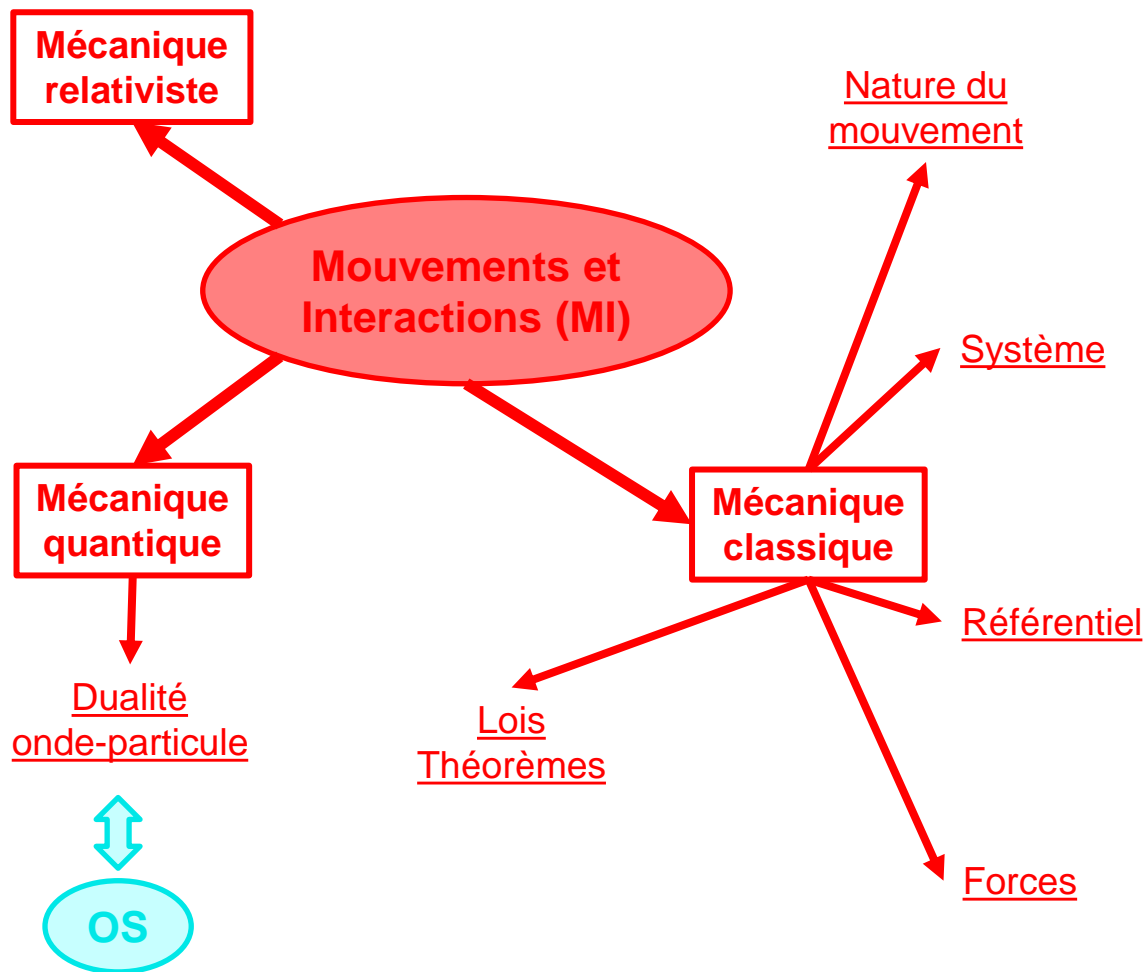 Mécanique
relativiste
Nature du
mouvement
Mouvements et
Interactions (MI)
Système
Mécanique
quantique
Mécanique
classique
Référentiel
Dualité
onde-particule
Lois
Théorèmes
Forces
OS